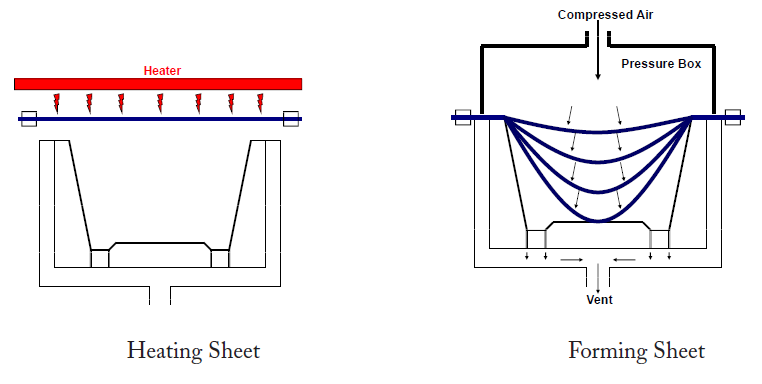 Heater
Compressed Air
Pressure Box
Vent
Heating Sheet
Forming Sheet